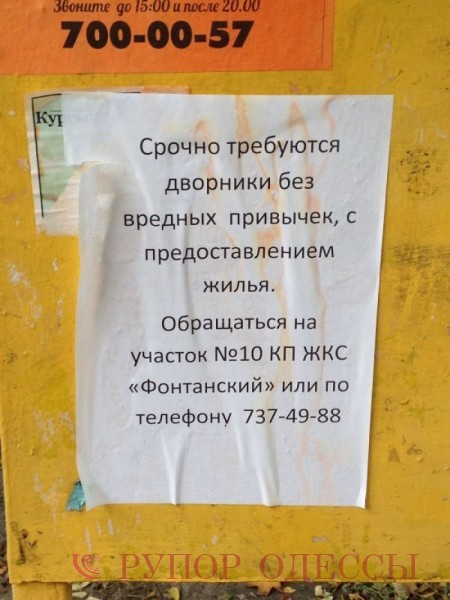 Звоните до 15:00 и после 20.00
700-00-57
Кур
Срочно требуются
дворники без
вредных привычек, с
предоставлением
жилья.
Обращаться на
участок №10 КП ЖКС
«Фонтанский» или по
телефону 737-49-88
РУПОР ОДЕССЫ